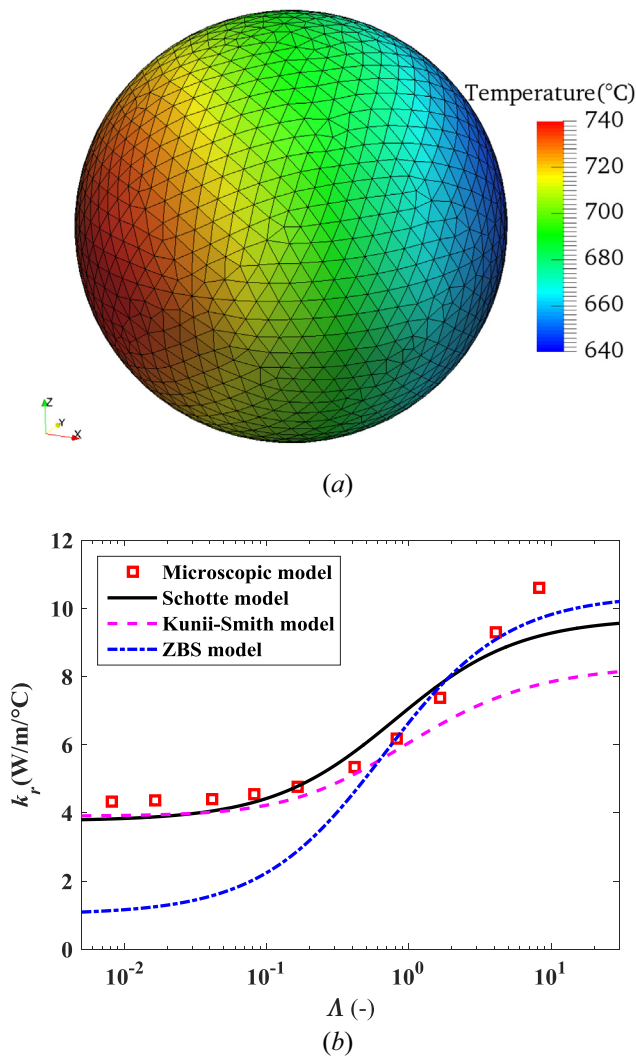 Temperature(°C)
740
720
700
680
660
640
Z
Y
X
(a)
12
10
8
6
4
2
0
k_r (W/m/°C)
Microscopic model
Schotte model
Kunii-Smith model
ZBS model
10^-2
10^-1
10^0
10^1
Λ (-)
(b)